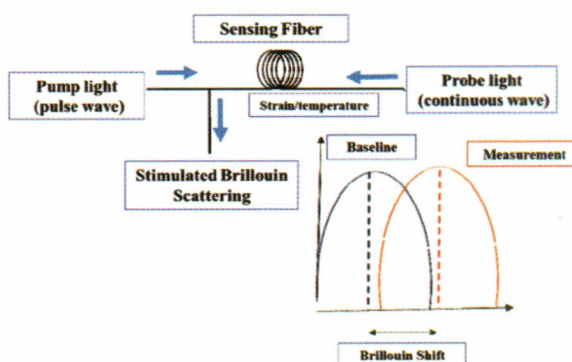 Sensing Fiber
Pump light
(pulse wave)
Probe light
(continuous wave)
Strain/temperature
Stimulated Brillouin
Scattering
Baseline
Measurement
Brillouin Shift